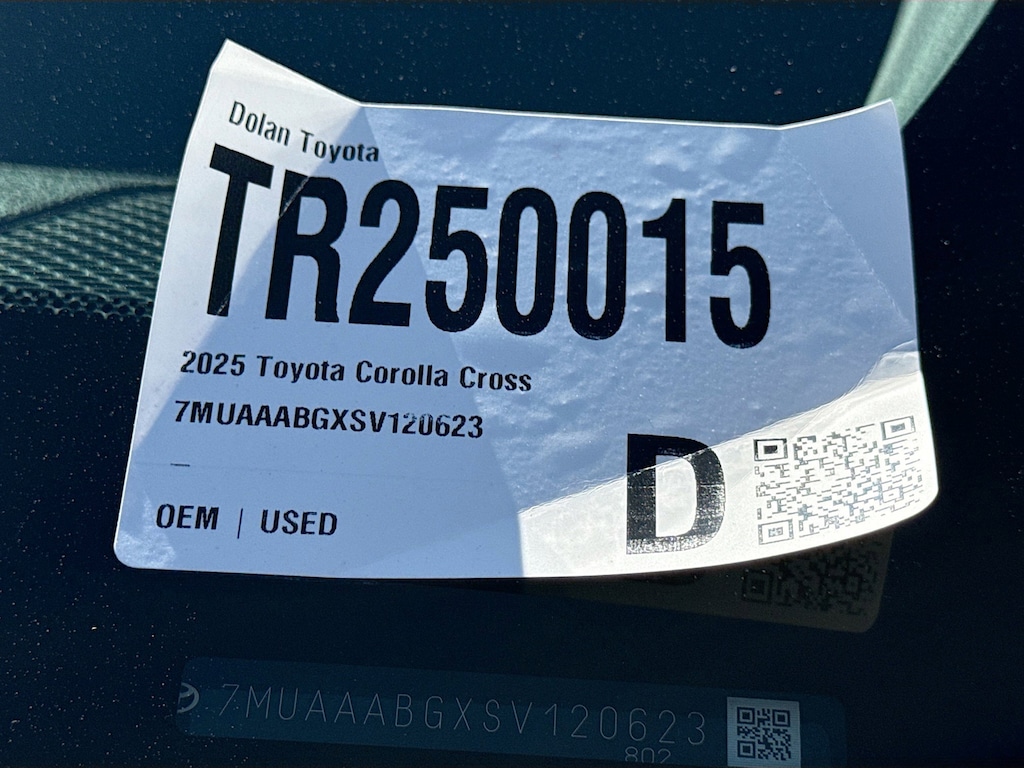 Dolan Toyota
TR250015
2025 Toyota Corolla Cross
7MUAAABGXSV120623
D
OEM | USED
7MUAAABGXSV120623
802